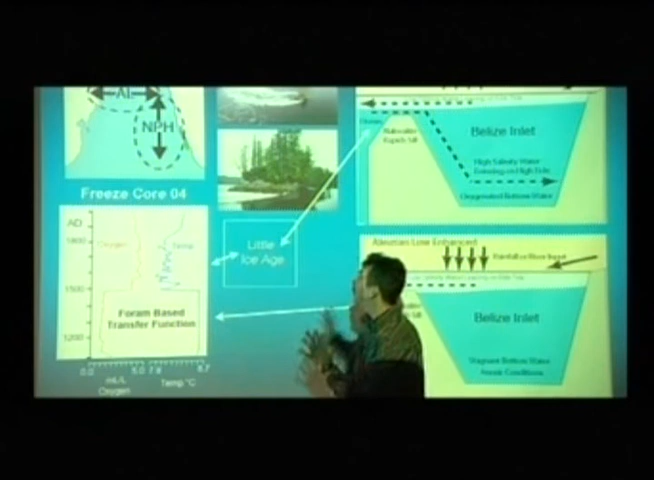 AL
NPH
Freeze Core 04
AD
1800
1500
1200
Oxygen
Temp
Foram Based
Transfer Function
0.0
5.0
7.8
8.7
mL/L
Oxygen
Temp °C
Little
Ice Age
Belize Inlet
High Salinity Water
Entering on High Tide
Oxygenated Bottom Water
Aleutian Low Enhanced
Rainfall or River Input
Belize Inlet
Stagnant Bottom Water
Anoxic Conditions